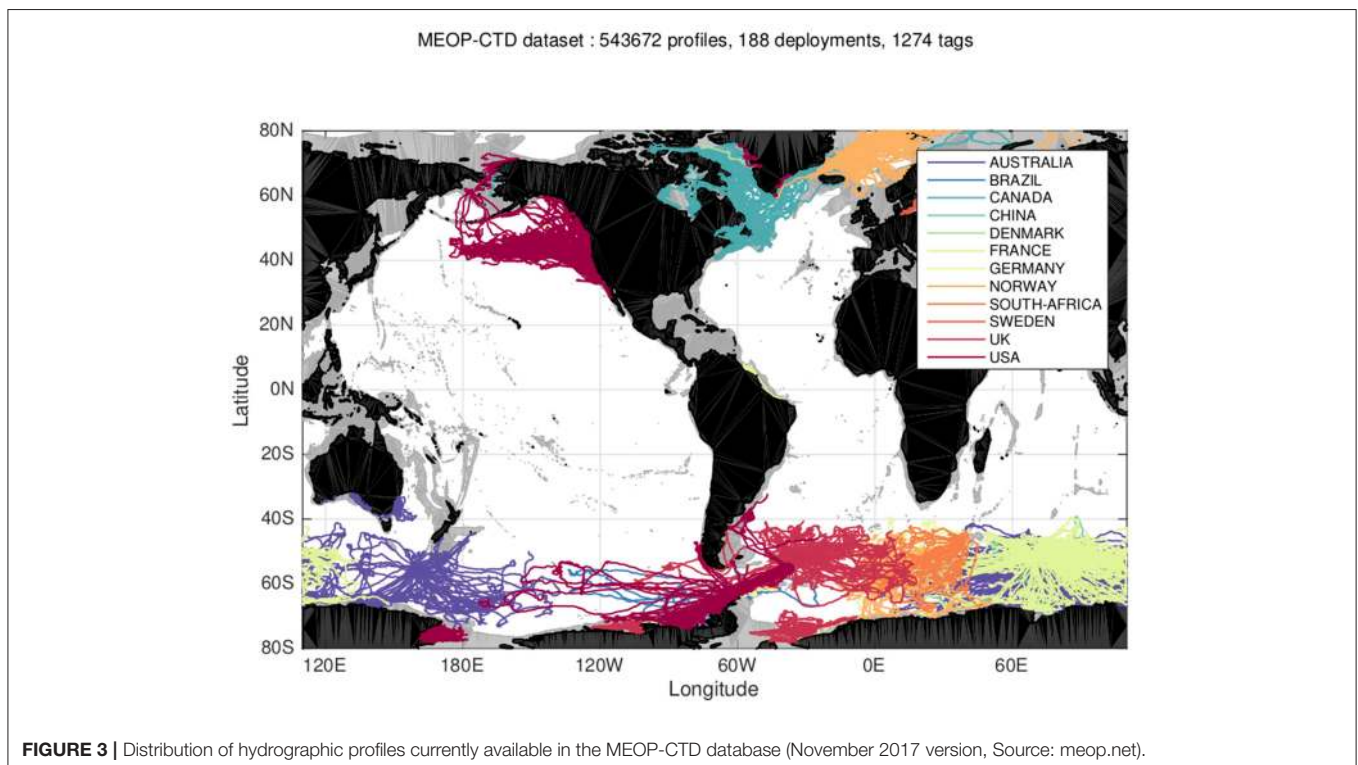 MEOP-CTD dataset : 543672 profiles, 188 deployments, 1274 tags
80N
60N
40N
20N
0N
20S
40S
60S
80S
Latitude
AUSTRALIA
BRAZIL
CANADA
CHINA
DENMARK
FRANCE
GERMANY
NORWAY
SOUTH-AFRICA
SWEDEN
UK
USA
120E 180E 120W 60W 0E 60E
Longitude
FIGURE 3 | Distribution of hydrographic profiles currently available in the MEOP-CTD database (November 2017 version, Source: meop.net).